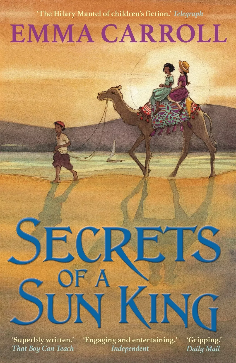 'The Hilary Mantel of children's fiction.' Telegraph
EMMA CARROLL
SECRETS
OF A
SUN KING
'Superbly written.' 'Engaging and entertaining.' 'Gripping.'
That Boy Can Teach Independent Daily Mail